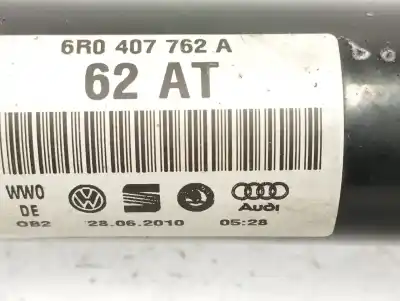 6R0 407 762 A
62 AT
WWO
DE
Audi
OB2 28.06.2010 05:28